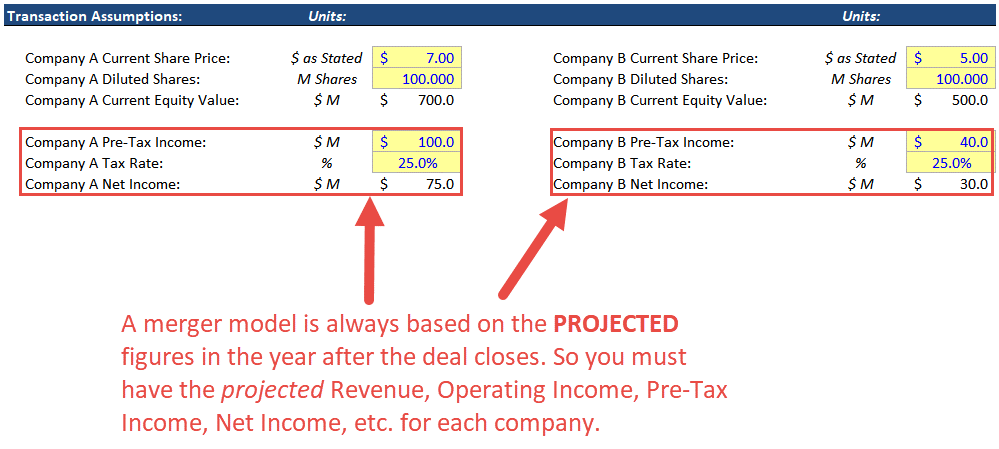 Transaction Assumptions: Units: Units:
Company A Current Share Price: $ as Stated $ 7.00 Company B Current Share Price: $ as Stated $ 5.00
Company A Diluted Shares: M Shares 100.000 Company B Diluted Shares: M Shares 100.000
Company A Current Equity Value: $ M $ 700.0 Company B Current Equity Value: $ M $ 500.0
Company A Pre-Tax Income: $ M $ 100.0 Company B Pre-Tax Income: $ M $ 40.0
Company A Tax Rate: % 25.0% Company B Tax Rate: % 25.0%
Company A Net Income: $ M $ 75.0 Company B Net Income: $ M $ 30.0
A merger model is always based on the PROJECTED
figures in the year after the deal closes. So you must
have the projected Revenue, Operating Income, Pre-Tax
Income, Net Income, etc. for each company.